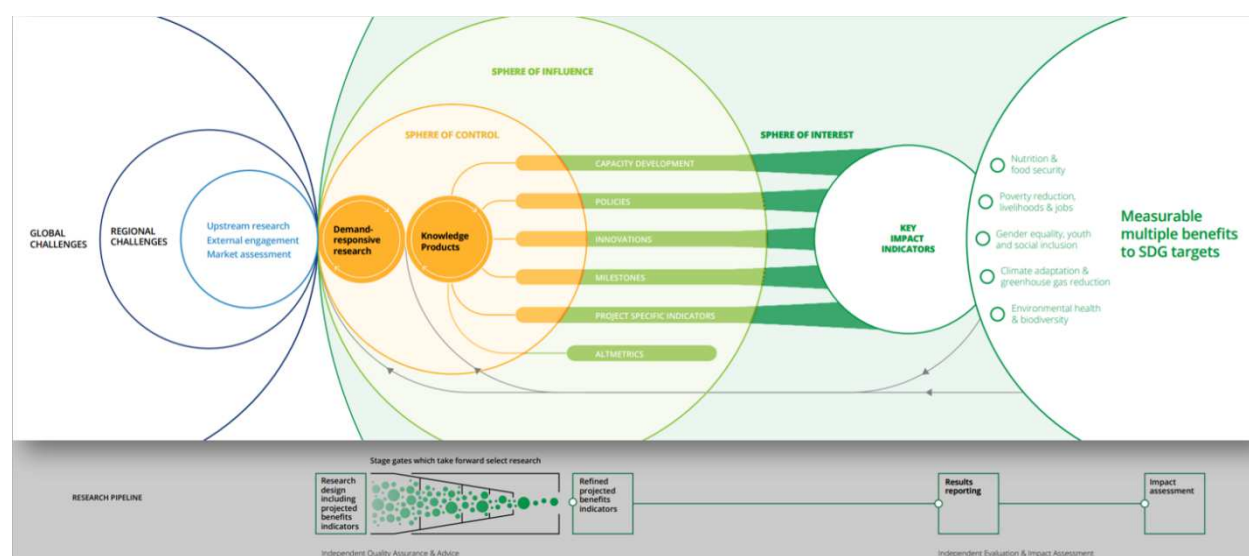 SPHERE OF INFLUENCE
SPHERE OF CONTROL
SPHERE OF INTEREST
GLOBAL
CHALLENGES
REGIONAL
CHALLENGES
Upstream research
External engagement
Market assessment
Demand-
responsive
research
Knowledge
Products
CAPACITY DEVELOPMENT
POLICIES
INNOVATIONS
MILESTONES
PROJECT SPECIFIC INDICATORS
ALTMETRICS
KEY
IMPACT
INDICATORS
Nutrition &
food security
Poverty reduction,
livelihoods & jobs
Gender equality, youth
and social inclusion
Climate adaptation &
greenhouse gas reduction
Environmental health
& biodiversity
Measurable
multiple benefits
to SDG targets
RESEARCH PIPELINE
Stage gates which take forward select research
Research
design
including
projected
benefits
indicators
Refined
projected
benefits
indicators
Results
reporting
Impact
assessment
Independent Quality Assurance & Advice
Independent Evaluation & Impact Assessment